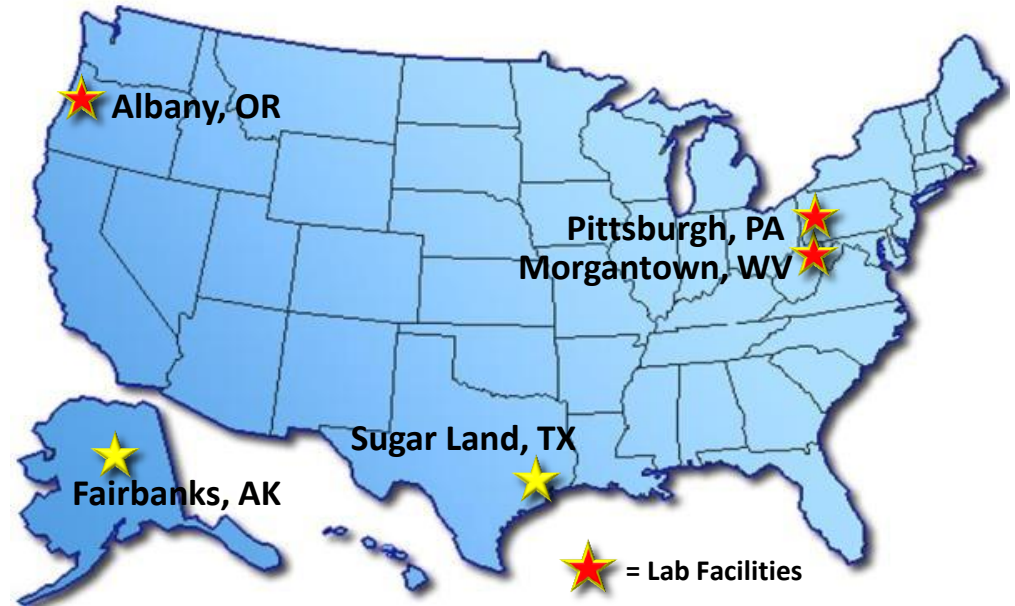 Albany, OR
Pittsburgh, PA
Morgantown, WV
Sugar Land, TX
Fairbanks, AK
= Lab Facilities